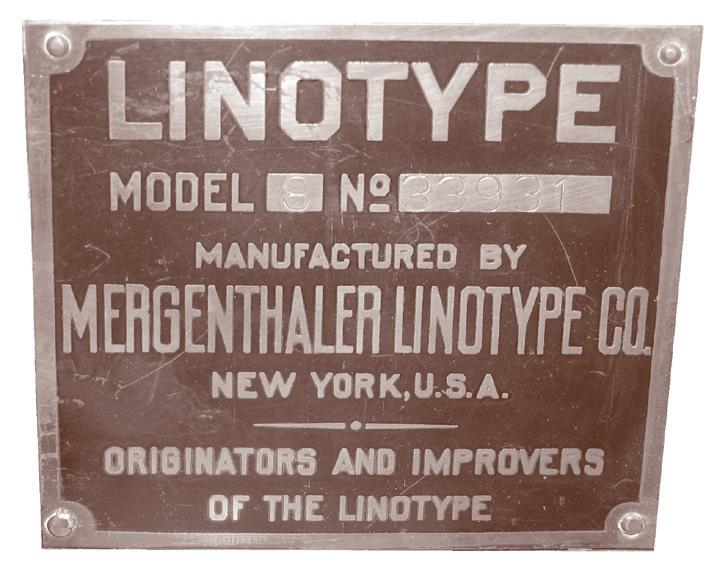 LINOTYPE
MODEL 8 No 33931
MANUFACTURED BY
MERGENTHALER LINOTYPE CO.
NEW YORK, U.S.A.
ORIGINATORS AND IMPROVERS
OF THE LINOTYPE